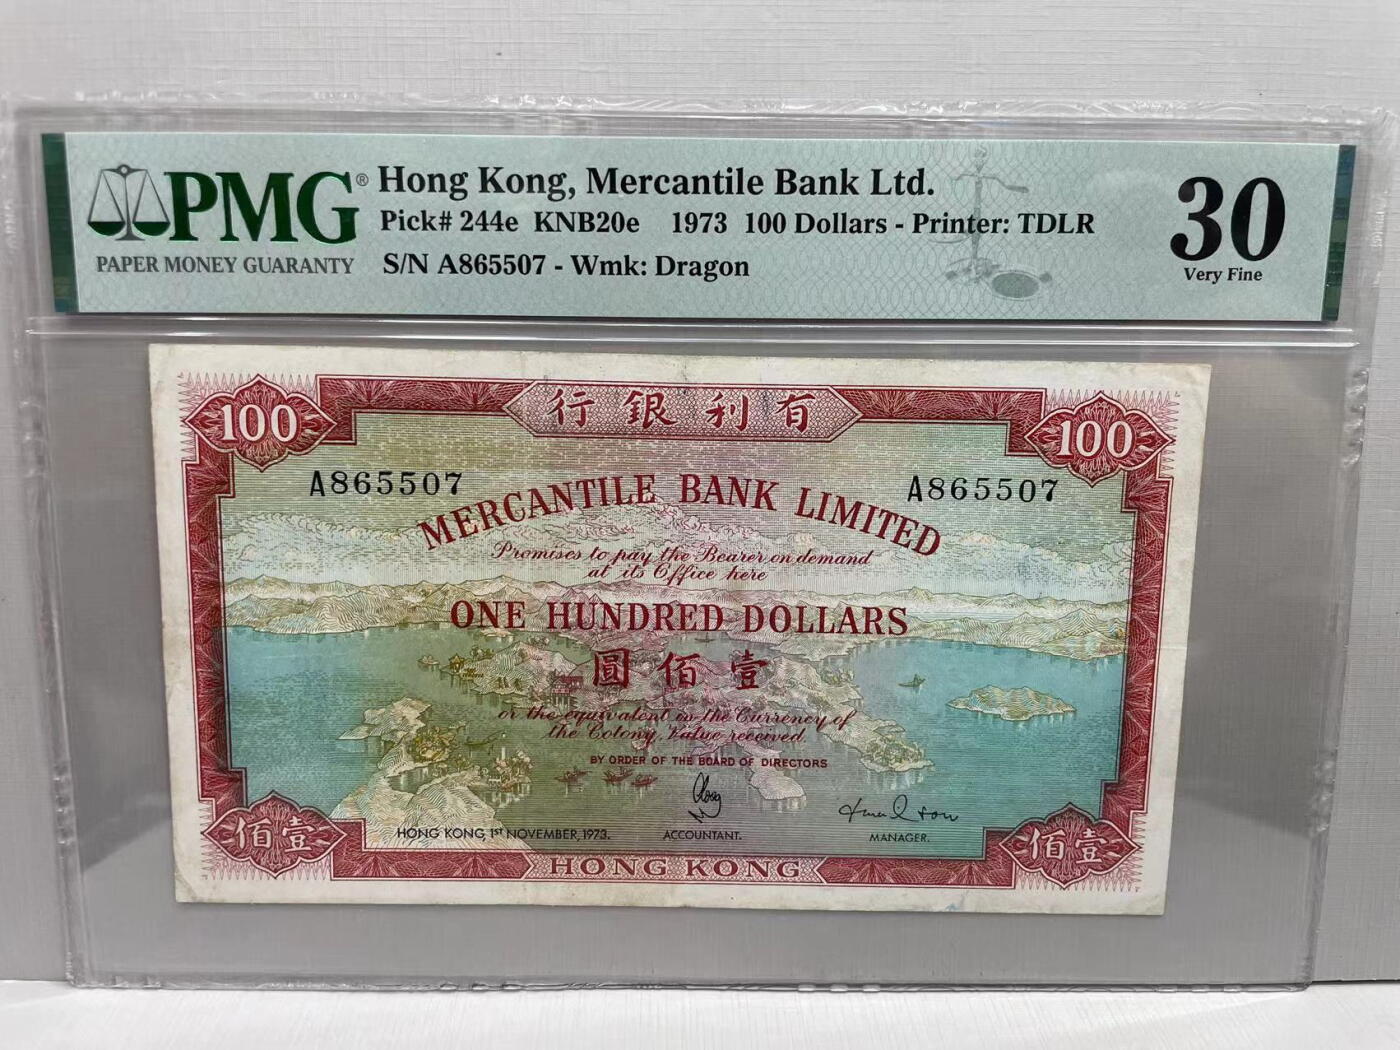 PMG®
PAPER MONEY GUARANTY
Hong Kong, Mercantile Bank Ltd.
Pick# 244e KNB20e 1973 100 Dollars - Printer: TDLR
S/N A865507 - Wmk: Dragon
30
Very Fine
行銀利有
100
100
A865507
A865507
MERCANTILE BANK LIMITED
Promises to pay the Bearer on demand
at its Office here
ONE HUNDRED DOLLARS
圓佰壹
or the equivalent in the Currency of
the Colony, Value received.
BY ORDER OF THE BOARD OF DIRECTORS
HONG KONG, 1ST NOVEMBER, 1973.
ACCOUNTANT.
MANAGER.
佰壹
佰壹
HONG KONG